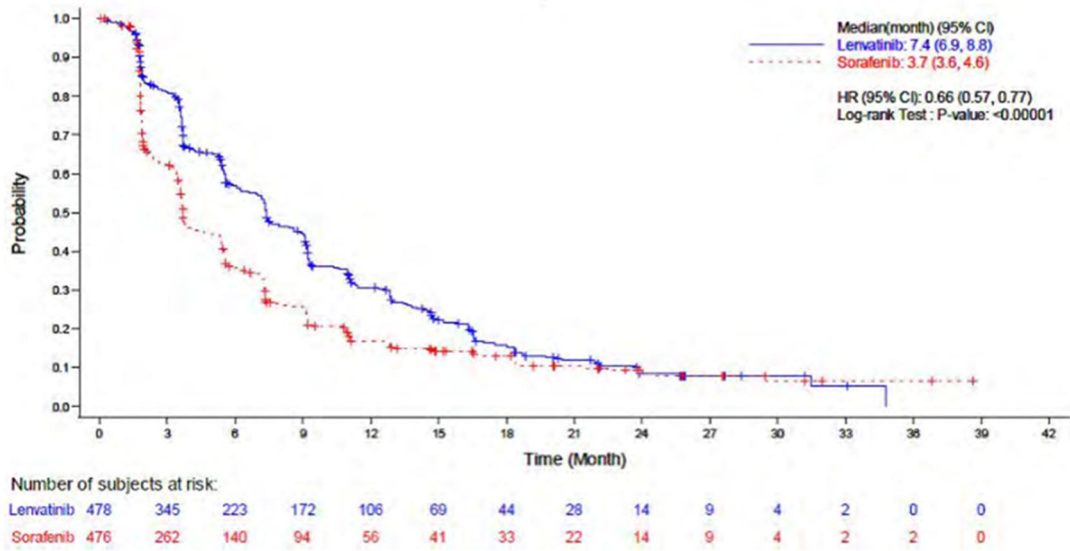 Median(month) (95% CI)
Lenvatinib: 7.4 (6.9, 8.8)
Sorafenib: 3.7 (3.6, 4.6)
HR (95% CI): 0.66 (0.57, 0.77)
Log-rank Test : P-value: <0.00001
Probability
1.0
0.9
0.8
0.7
0.6
0.5
0.4
0.3
0.2
0.1
0.0
0 3 6 9 12 15 18 21 24 27 30 33 36 39 42
Time (Month)
Number of subjects at risk:
Lenvatinib 478 345 223 172 106 69 44 28 14 9 4 2 0 0
Sorafenib 476 262 140 94 56 41 33 22 14 9 4 2 2 0